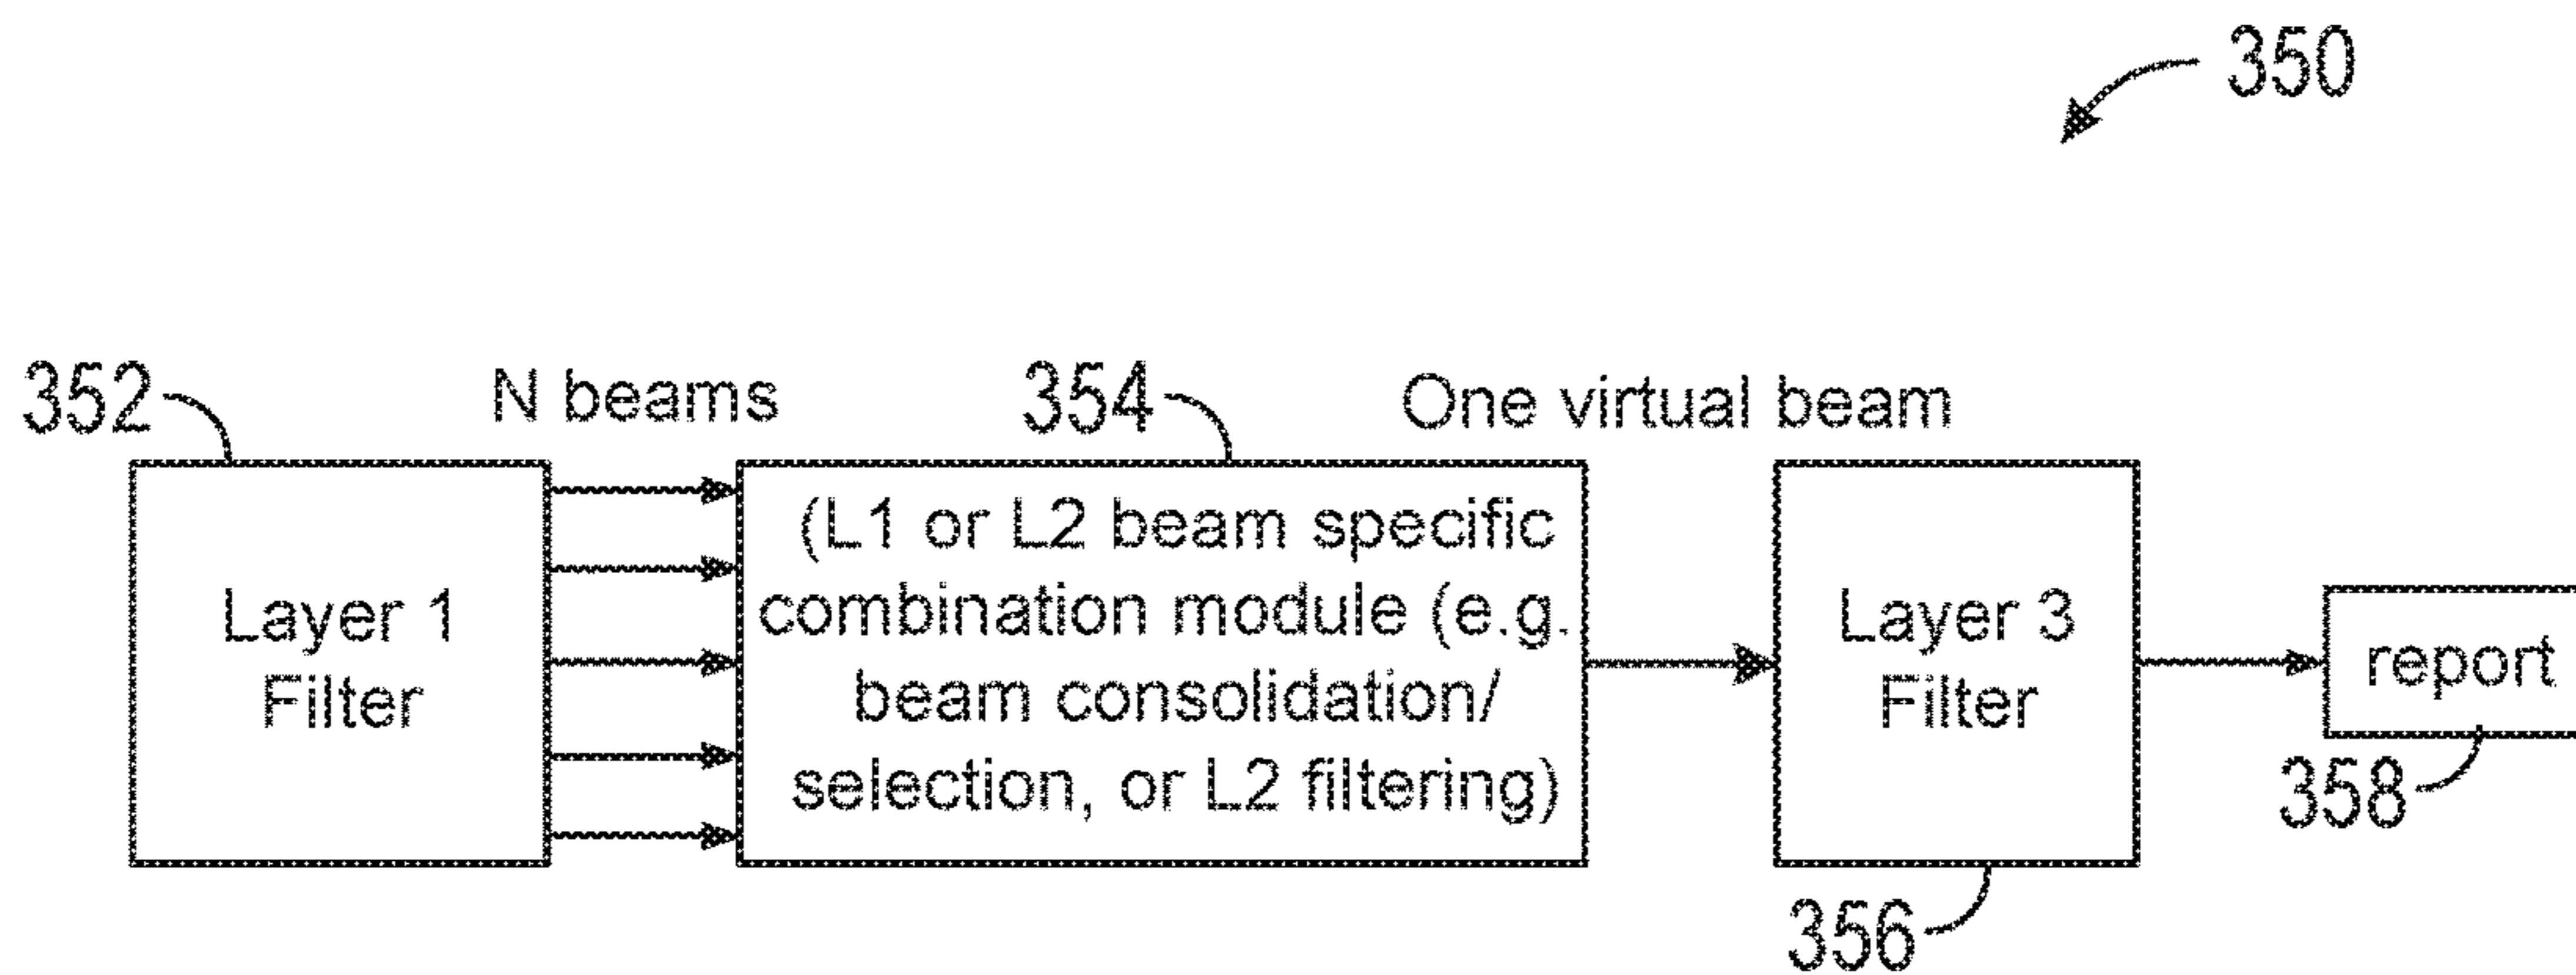 350
352
N beams
354
One virtual beam
Layer 1
Filter
(L1 or L2 beam specific
combination module (e.g.
beam consolidation/
selection, or L2 filtering)
Layer 3
Filter
report
358
356